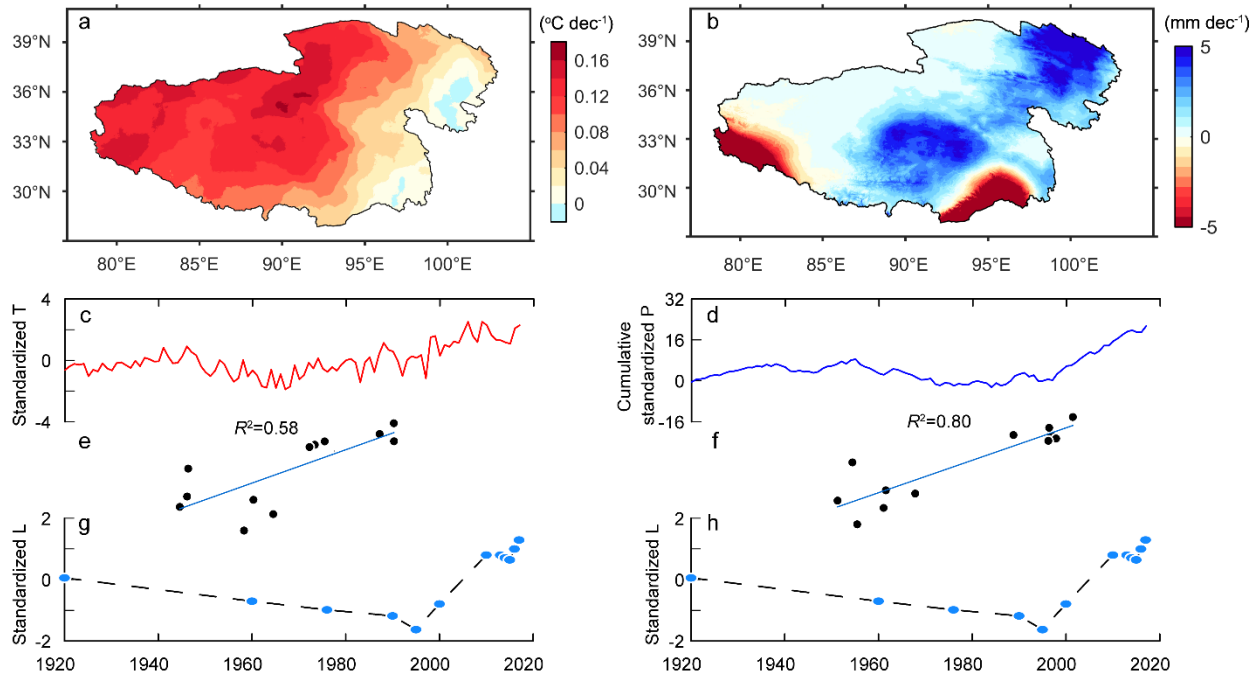 a
(°C dec⁻¹)
39°N
36°N
33°N
30°N
0.16
0.12
0.08
0.04
0
80°E 85°E 90°E 95°E 100°E
b
(mm dec⁻¹)
39°N
36°N
33°N
30°N
5
0
-5
80°E 85°E 90°E 95°E 100°E
c
Standardized T
4
0
-4
d
Cumulative
standardized P
32
16
0
-16
e
R²=0.58
f
R²=0.80
g
Standardized L
2
0
-2
1920 1940 1960 1980 2000 2020
h
Standardized L
2
0
-2
1920 1940 1960 1980 2000 2020